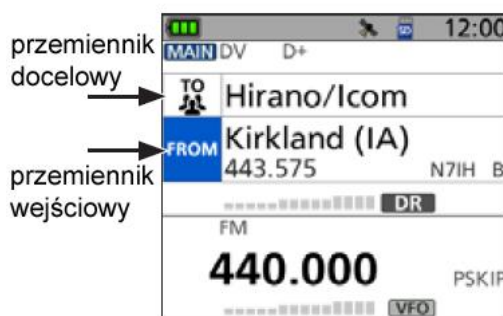 12:00
MAIN DV D+
przemiennik
docelowy
TO
Hirano/Icom
FROM
Kirkland (IA)
443.575 N7IH B
przemiennik
wejściowy
DR
FM
440.000
PSKIP
VFO